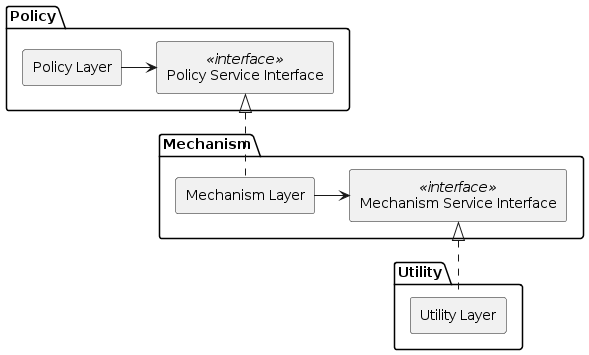 Policy
Policy Layer
«interface»
Policy Service Interface
Mechanism
Mechanism Layer
«interface»
Mechanism Service Interface
Utility
Utility Layer